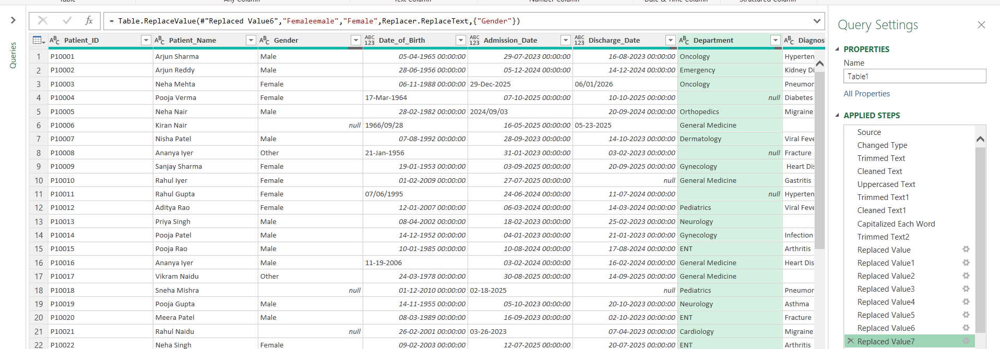 Table Any Column Text Column Number Column Date & Time Column Structured Column
= Table.ReplaceValue(#"Replaced Value6","Femaleemale","Female",Replacer.ReplaceText,{"Gender"})
Queries
Patient_ID Patient_Name Gender Date_of_Birth Admission_Date Discharge_Date Department Diagnosi
1 P10001 Arjun Sharma Male 05-04-1965 00:00:00 29-07-2023 00:00:00 16-08-2023 00:00:00 Oncology Hyperten
2 P10002 Arjun Reddy Male 28-06-1956 00:00:00 05-12-2024 00:00:00 14-12-2024 00:00:00 Emergency Kidney Di
3 P10003 Neha Mehta Female 06-11-1988 00:00:00 29-Dec-2025 06/01/2026 Oncology Pneumor
4 P10004 Pooja Verma Female 17-Mar-1964 07-10-2025 00:00:00 10-10-2025 00:00:00 null Diabetes
5 P10005 Neha Nair Male 28-02-1982 00:00:00 2024/09/03 20-09-2024 00:00:00 Orthopedics Migraine
6 P10006 Kiran Nair null 1966/09/28 16-05-2025 00:00:00 05-23-2025 General Medicine
7 P10007 Nisha Patel Male 07-08-1992 00:00:00 28-09-2023 00:00:00 14-10-2023 00:00:00 Dermatology Viral Feve
8 P10008 Ananya Iyer Other 21-Jan-1956 31-01-2023 00:00:00 03-02-2023 00:00:00 null Fracture
9 P10009 Sanjay Sharma Female 19-01-1953 00:00:00 03-09-2025 00:00:00 20-09-2025 00:00:00 Gynecology Heart Dis
10 P10010 Rahul Iyer Female 01-02-2009 00:00:00 27-07-2025 00:00:00 null General Medicine Gastritis
11 P10011 Rahul Gupta Female 07/06/1995 24-06-2024 00:00:00 11-07-2024 00:00:00 null Hyperten
12 P10012 Aditya Rao Female 12-01-2007 00:00:00 06-03-2024 00:00:00 14-03-2024 00:00:00 Pediatrics Viral Feve
13 P10013 Priya Singh Male 08-04-2002 00:00:00 18-02-2023 00:00:00 25-02-2023 00:00:00 Neurology
14 P10014 Pooja Patel Male 14-12-1952 00:00:00 04-01-2023 00:00:00 21-01-2023 00:00:00 Gynecology Infection
15 P10015 Pooja Rao Male 10-01-1985 00:00:00 10-08-2024 00:00:00 17-08-2024 00:00:00 ENT Arthritis
16 P10016 Ananya Iyer Male 11-19-2006 03-02-2024 00:00:00 16-02-2024 00:00:00 General Medicine Heart Dis
17 P10017 Vikram Naidu Other 24-03-1978 00:00:00 30-08-2025 00:00:00 14-09-2025 00:00:00 General Medicine
18 P10018 Sneha Mishra null 01-12-2010 00:00:00 02-18-2025 null Pediatrics Pneumor
19 P10019 Pooja Gupta Male 14-11-1955 00:00:00 05-10-2023 00:00:00 20-10-2023 00:00:00 Neurology Asthma
20 P10020 Meera Patel Male 08-03-1989 00:00:00 16-09-2023 00:00:00 02-10-2023 00:00:00 ENT Fracture
21 P10021 Rahul Naidu null 26-02-2001 00:00:00 03-26-2023 07-04-2023 00:00:00 Cardiology Migraine
22 P10022 Neha Singh Female 09-02-2003 00:00:00 12-07-2025 00:00:00 20-07-2025 00:00:00 ENT Arthritis
Query Settings
PROPERTIES
Name
Table1
All Properties
APPLIED STEPS
Source
Changed Type
Trimmed Text
Cleaned Text
Uppercased Text
Trimmed Text1
Cleaned Text1
Capitalized Each Word
Trimmed Text2
Replaced Value
Replaced Value1
Replaced Value2
Replaced Value3
Replaced Value4
Replaced Value5
Replaced Value6
Replaced Value7